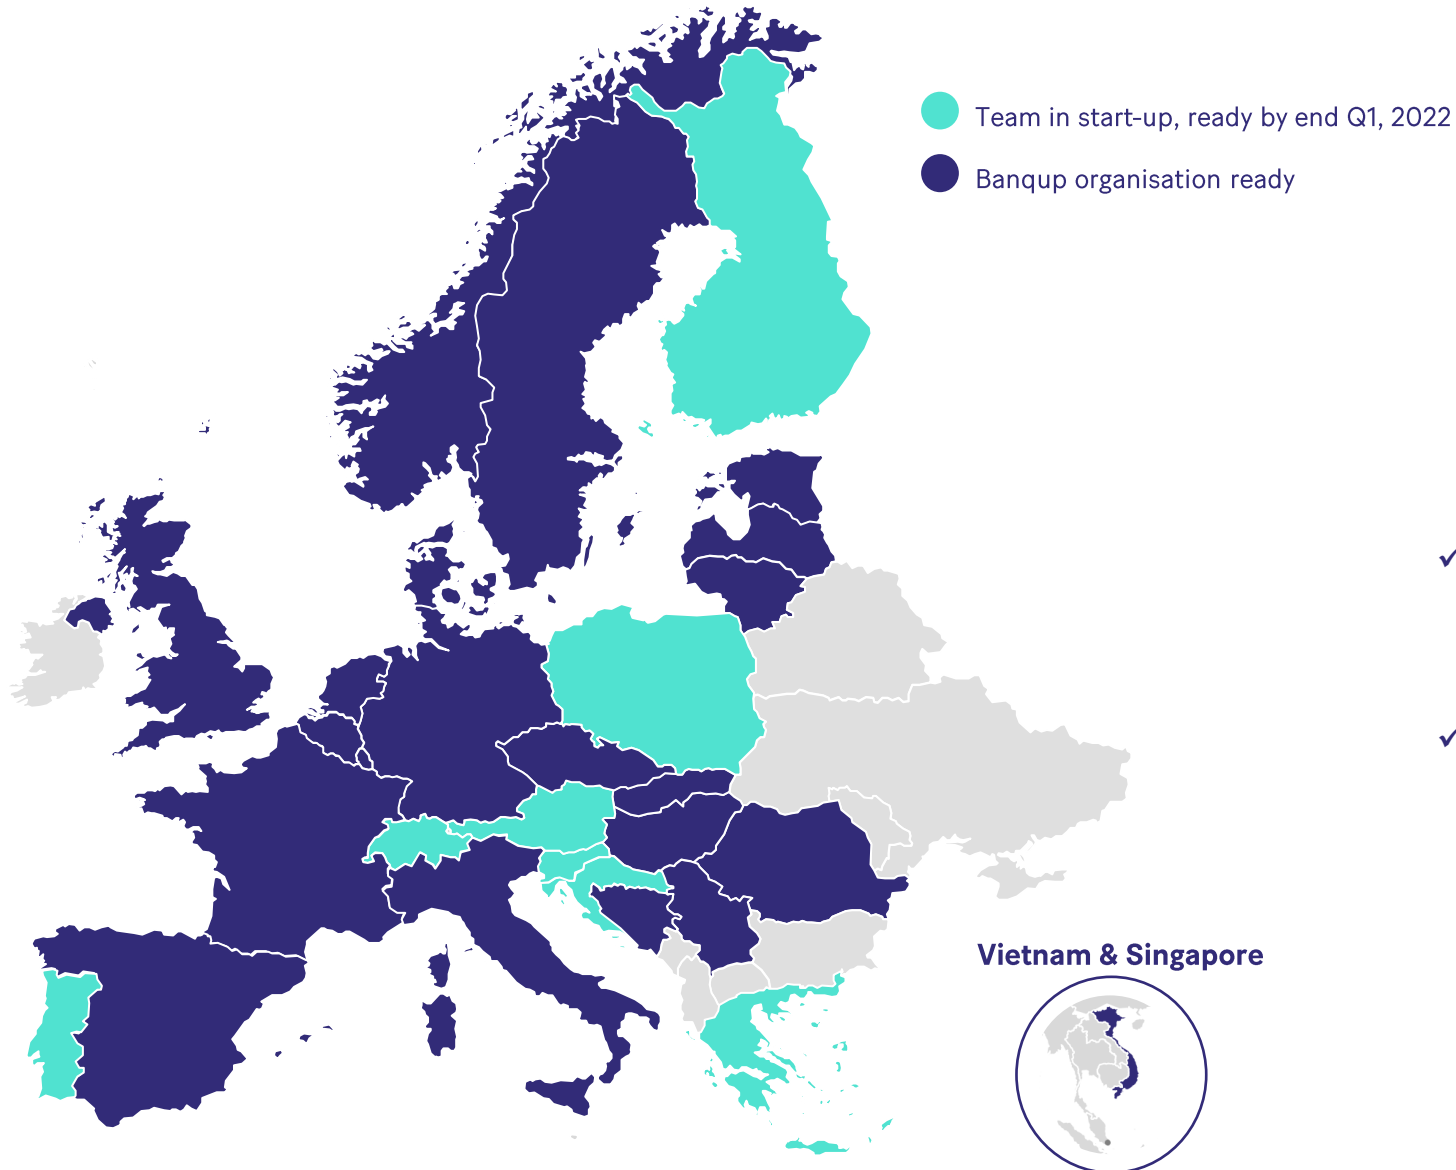 Team in start-up, ready by end Q1, 2022
Banqup organisation ready
Vietnam & Singapore